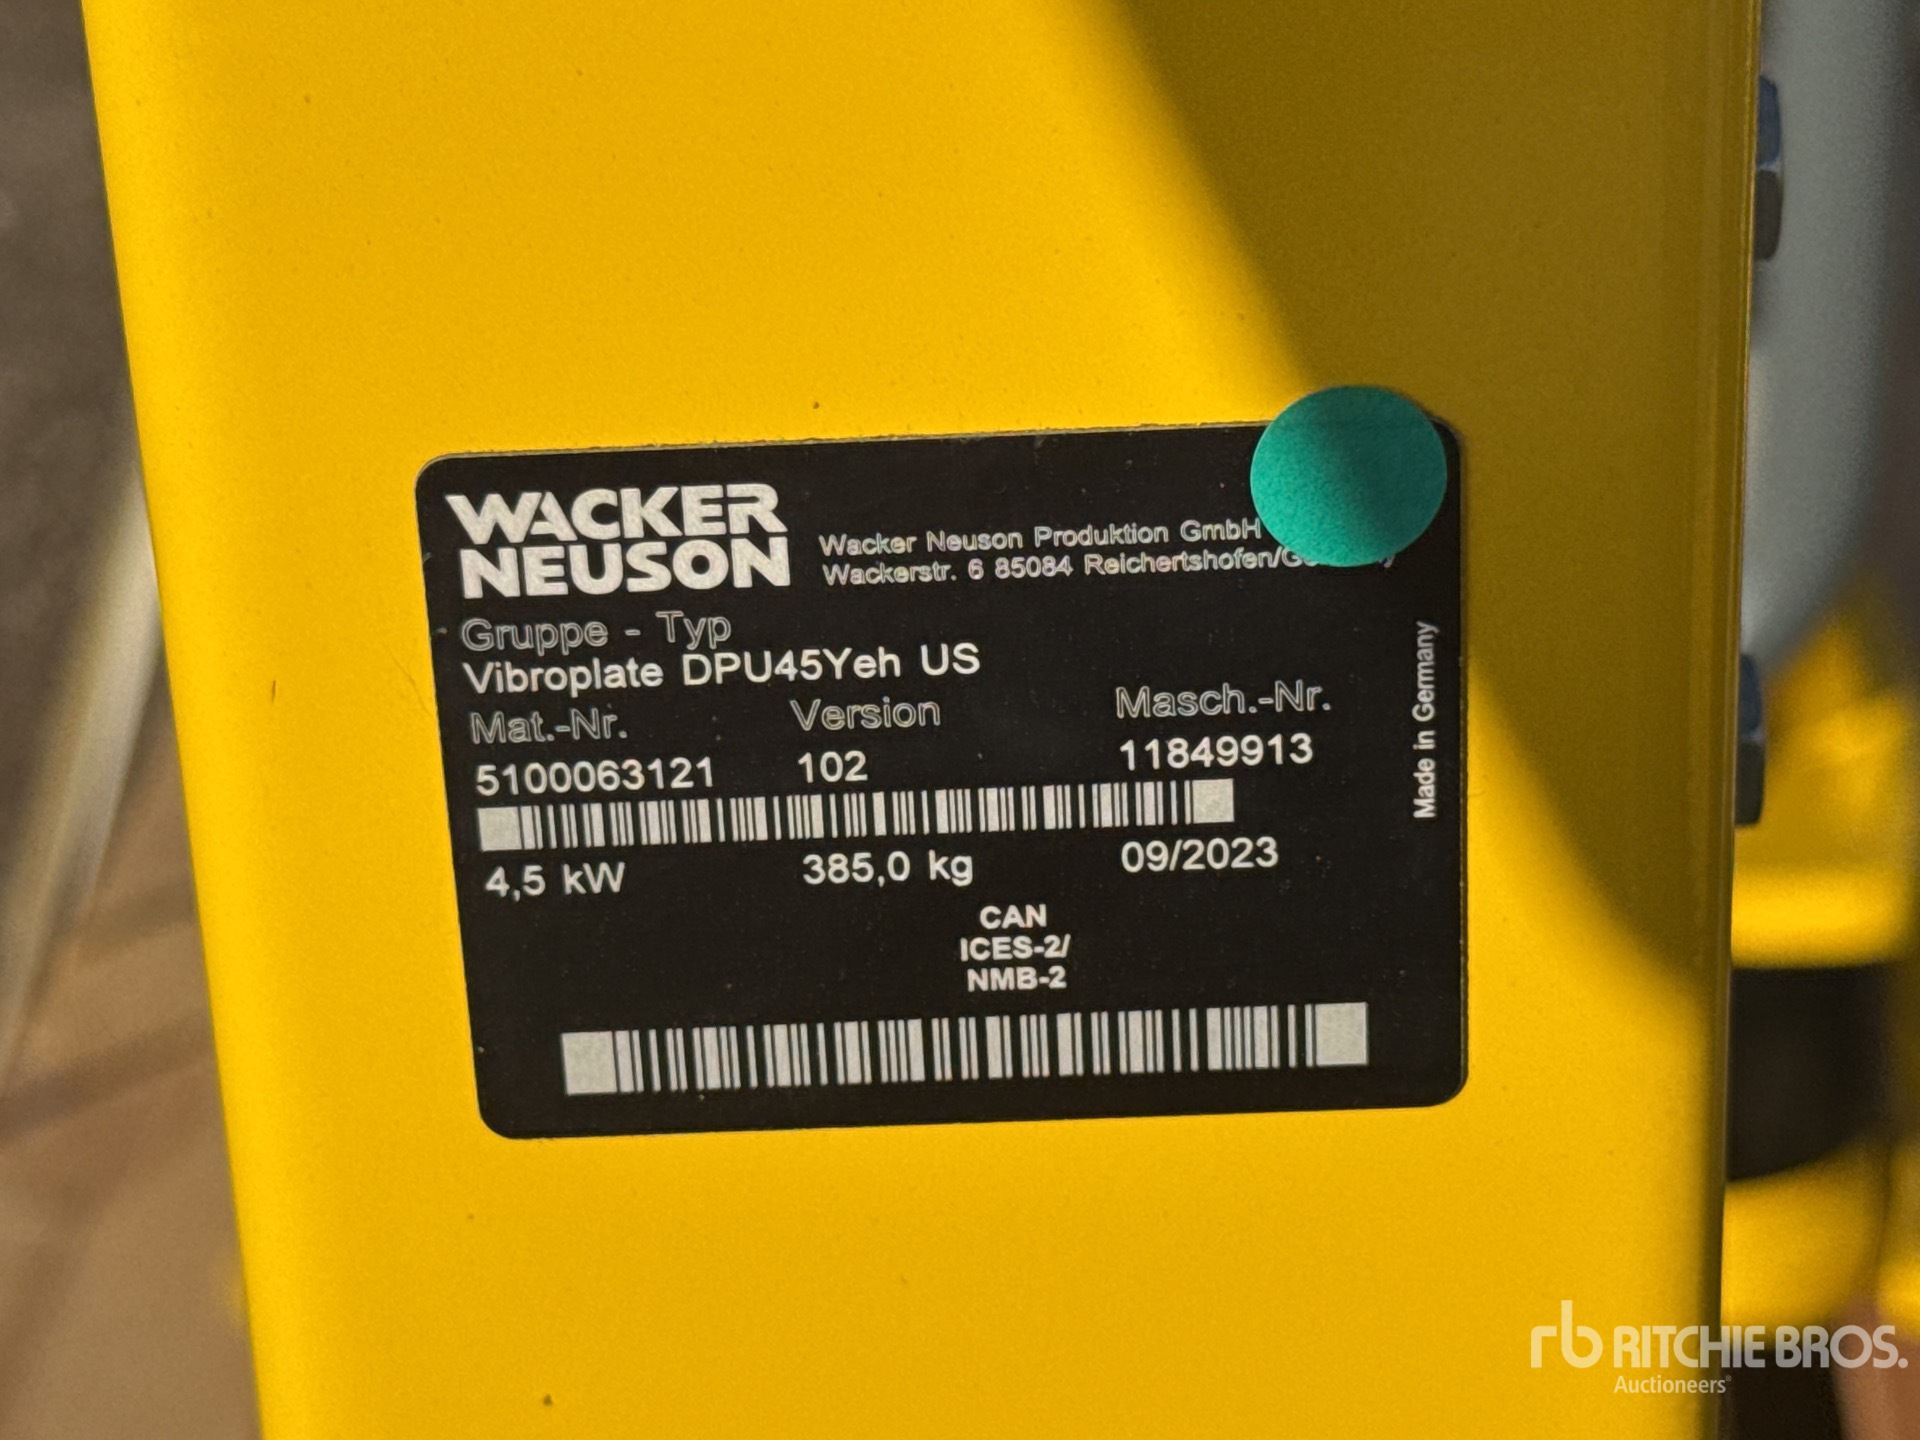 WACKER
NEUSON
Wacker Neuson Produktion GmbH
Wackerstr. 6 85084 Reichertshofen/
Gruppe - Typ
Vibroplate DPU45Yeh US
Mat.-Nr. Version Masch.-Nr.
5100063121 102 11849913
4,5 kW 385,0 kg 09/2023
CAN
ICES-2/
NMB-2
Made in Germany
rb RITCHIE BROS.
Auctioneers